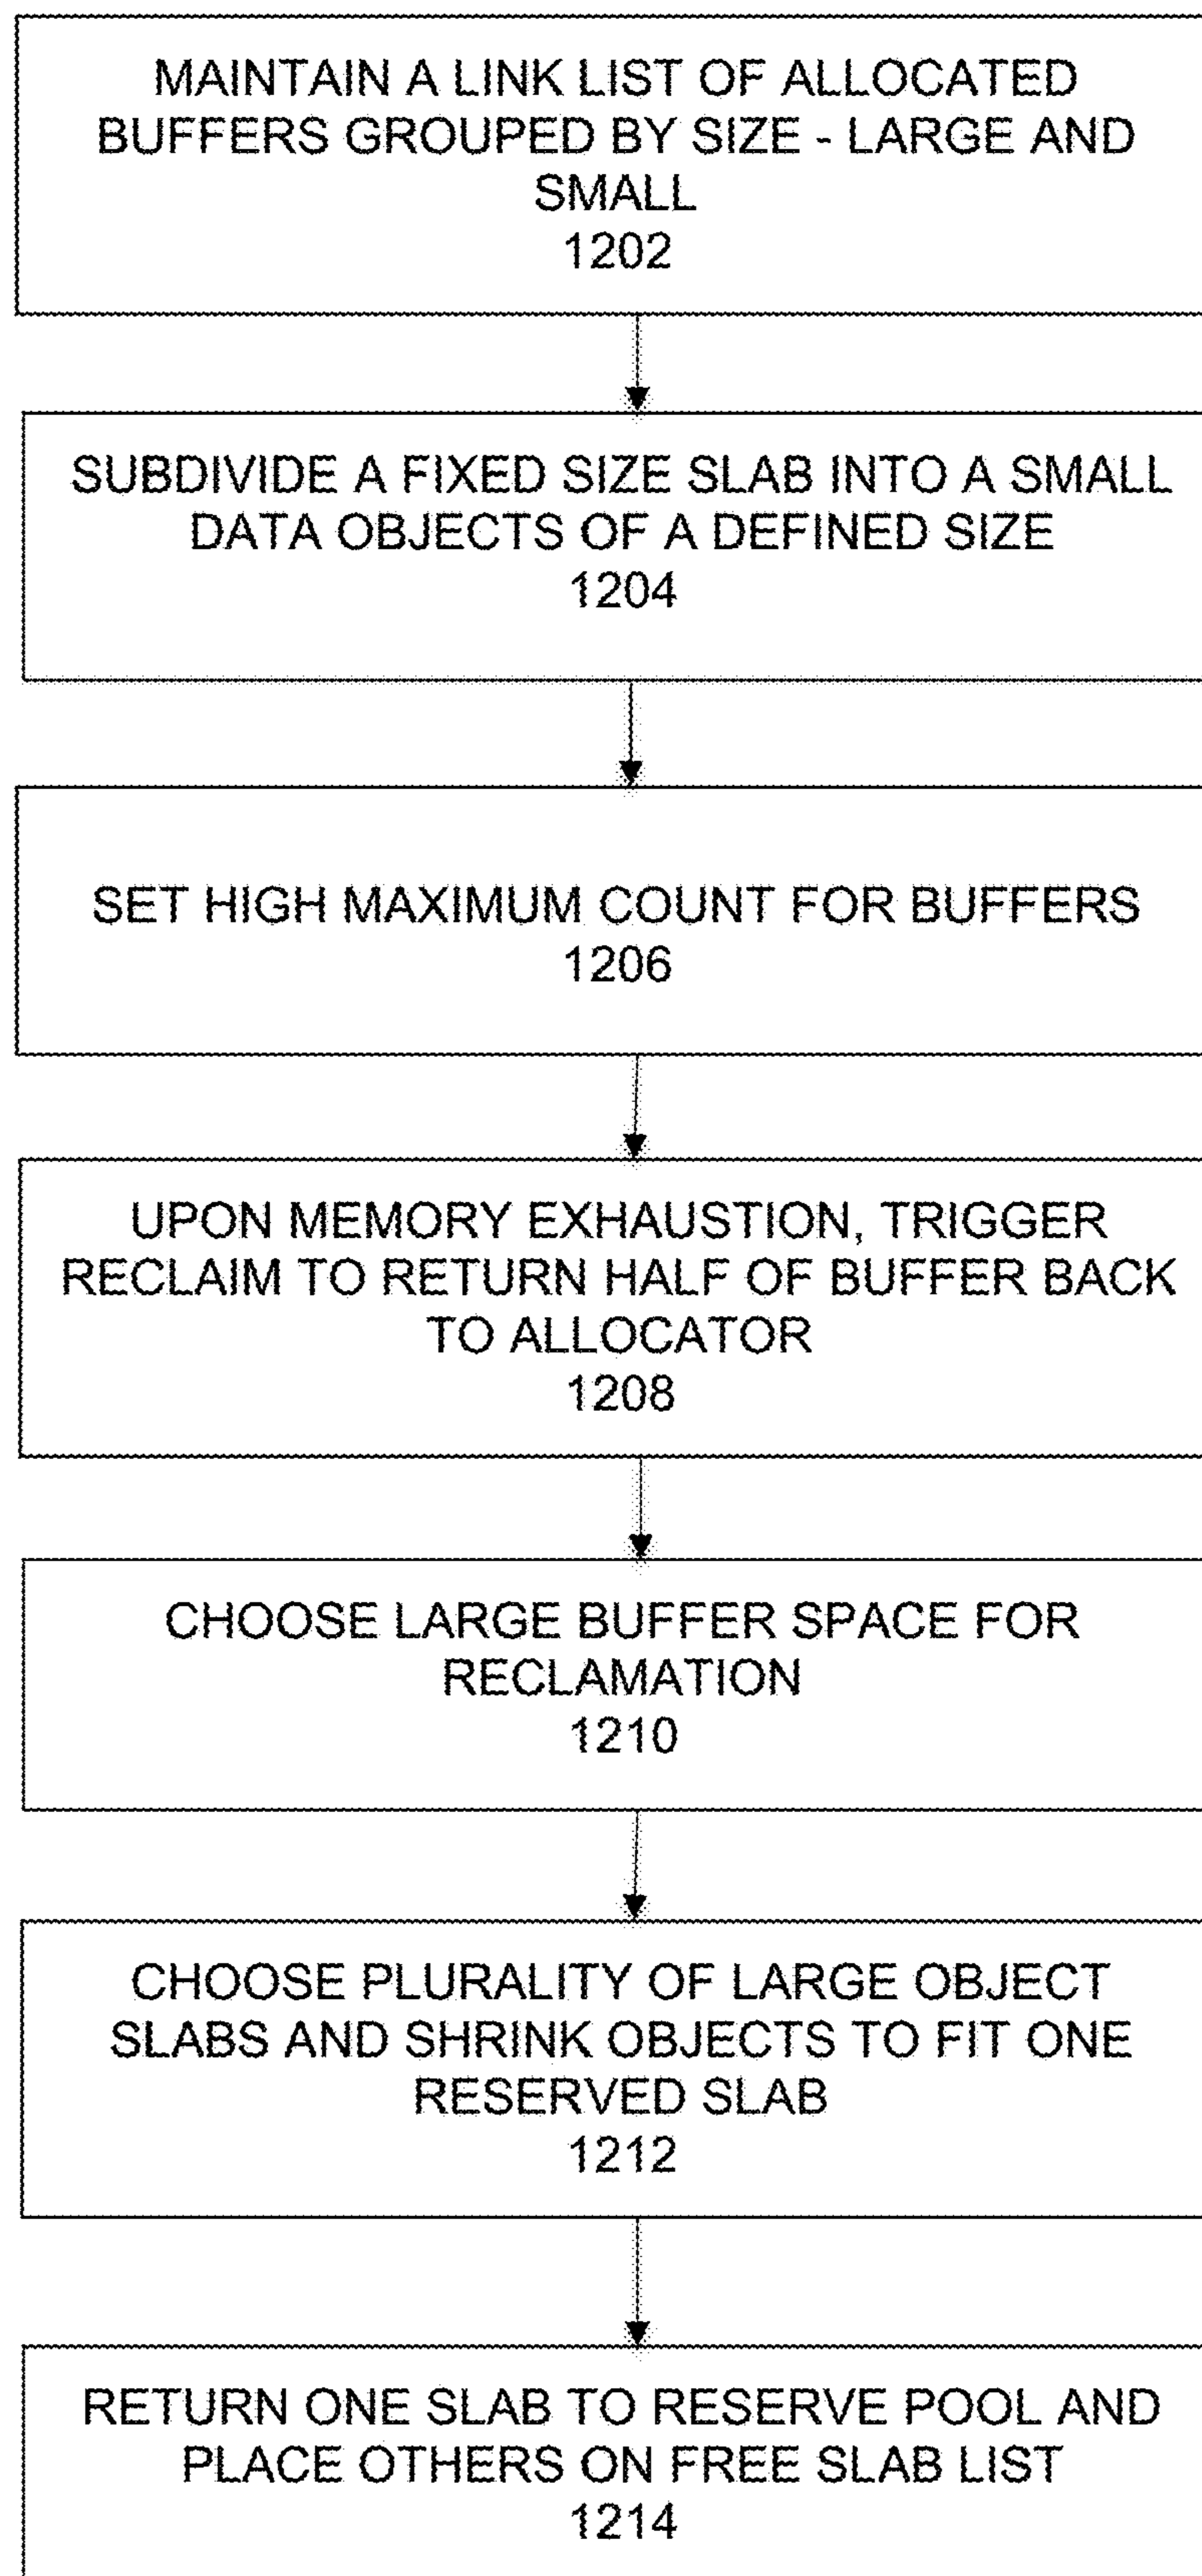 MAINTAIN A LINK LIST OF ALLOCATED
BUFFERS GROUPED BY SIZE - LARGE AND
SMALL
1202
SUBDIVIDE A FIXED SIZE SLAB INTO A SMALL
DATA OBJECTS OF A DEFINED SIZE
1204
SET HIGH MAXIMUM COUNT FOR BUFFERS
1206
UPON MEMORY EXHAUSTION, TRIGGER
RECLAIM TO RETURN HALF OF BUFFER BACK
TO ALLOCATOR
1208
CHOOSE LARGE BUFFER SPACE FOR
RECLAMATION
1210
CHOOSE PLURALITY OF LARGE OBJECT
SLABS AND SHRINK OBJECTS TO FIT ONE
RESERVED SLAB
1212
RETURN ONE SLAB TO RESERVE POOL AND
PLACE OTHERS ON FREE SLAB LIST
1214